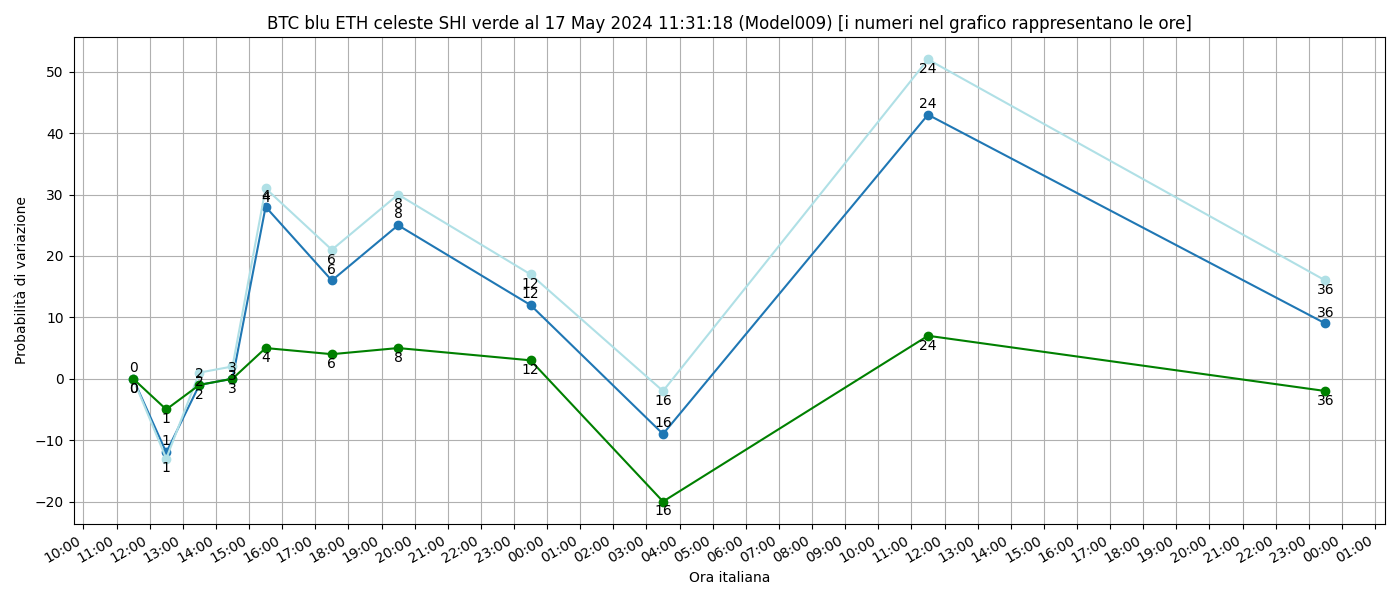 BTC blu ETH celeste SHI verde al 17 May 2024 11:31:18 (Model009) [i numeri nel grafico rappresentano le ore]
Probabilità di variazione
50
40
30
20
10
0
−10
−20
0 1 2 3 4 6 8 12 16 24 36
0 1 2 3 4 6 8 12 16 24 36
0 1 2 3 4 6 8 12 16 24 36
10:00 11:00 12:00 13:00 14:00 15:00 16:00 17:00 18:00 19:00 20:00 21:00 22:00 23:00 00:00 01:00 02:00 03:00 04:00 05:00 06:00 07:00 08:00 09:00 10:00 11:00 12:00 13:00 14:00 15:00 16:00 17:00 18:00 19:00 20:00 21:00 22:00 23:00 00:00 01:00
Ora italiana